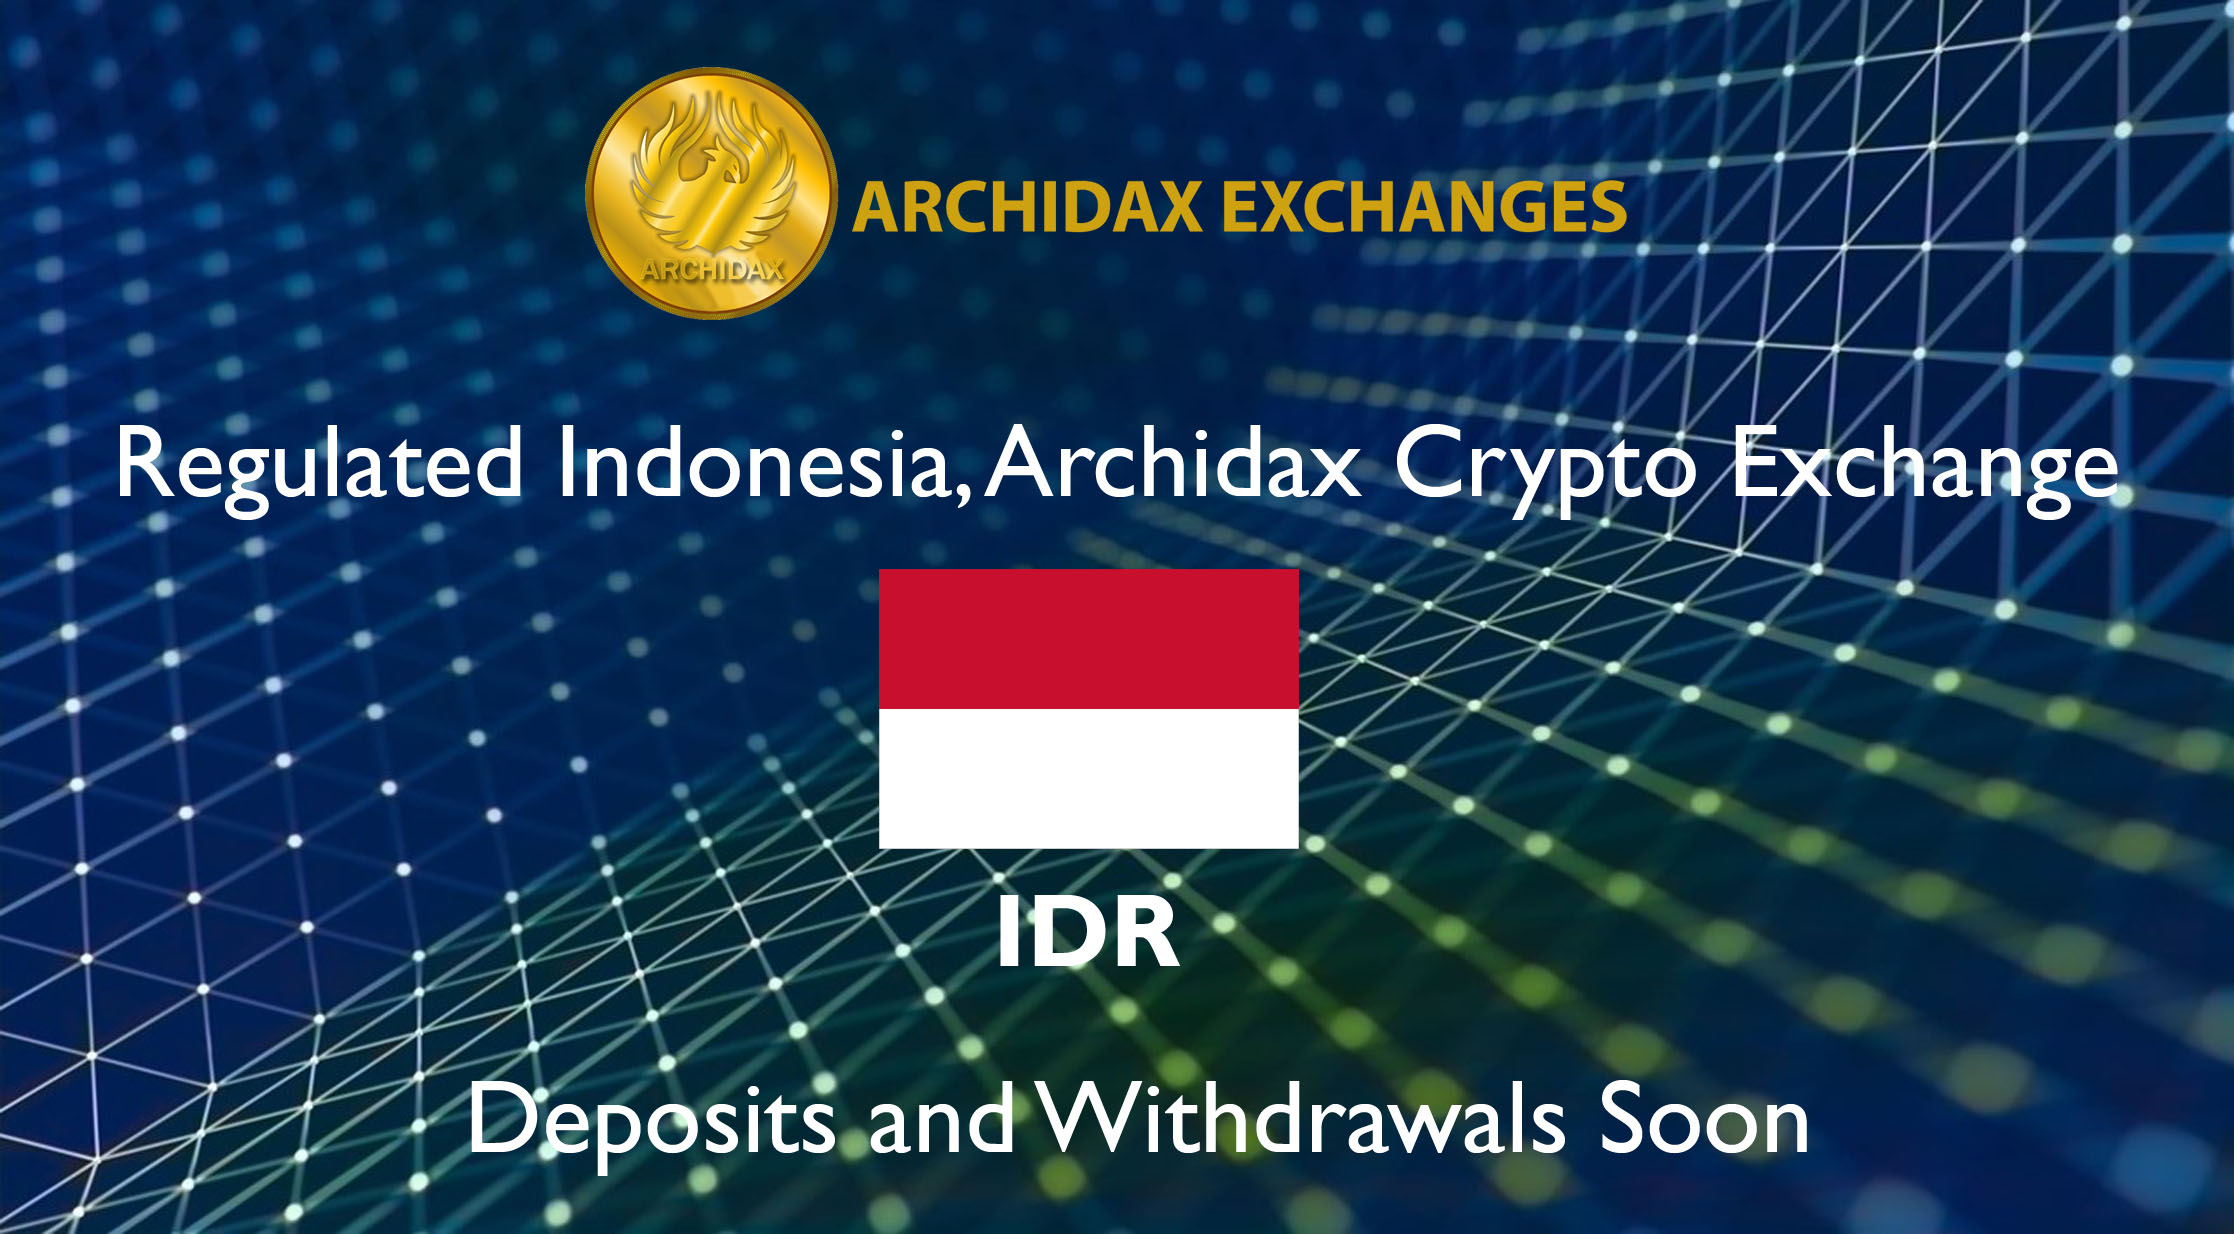 ARCHIDAX
ARCHIDAX EXCHANGES
Regulated Indonesia, Archidax Crypto Exchange
IDR
Deposits and Withdrawals Soon